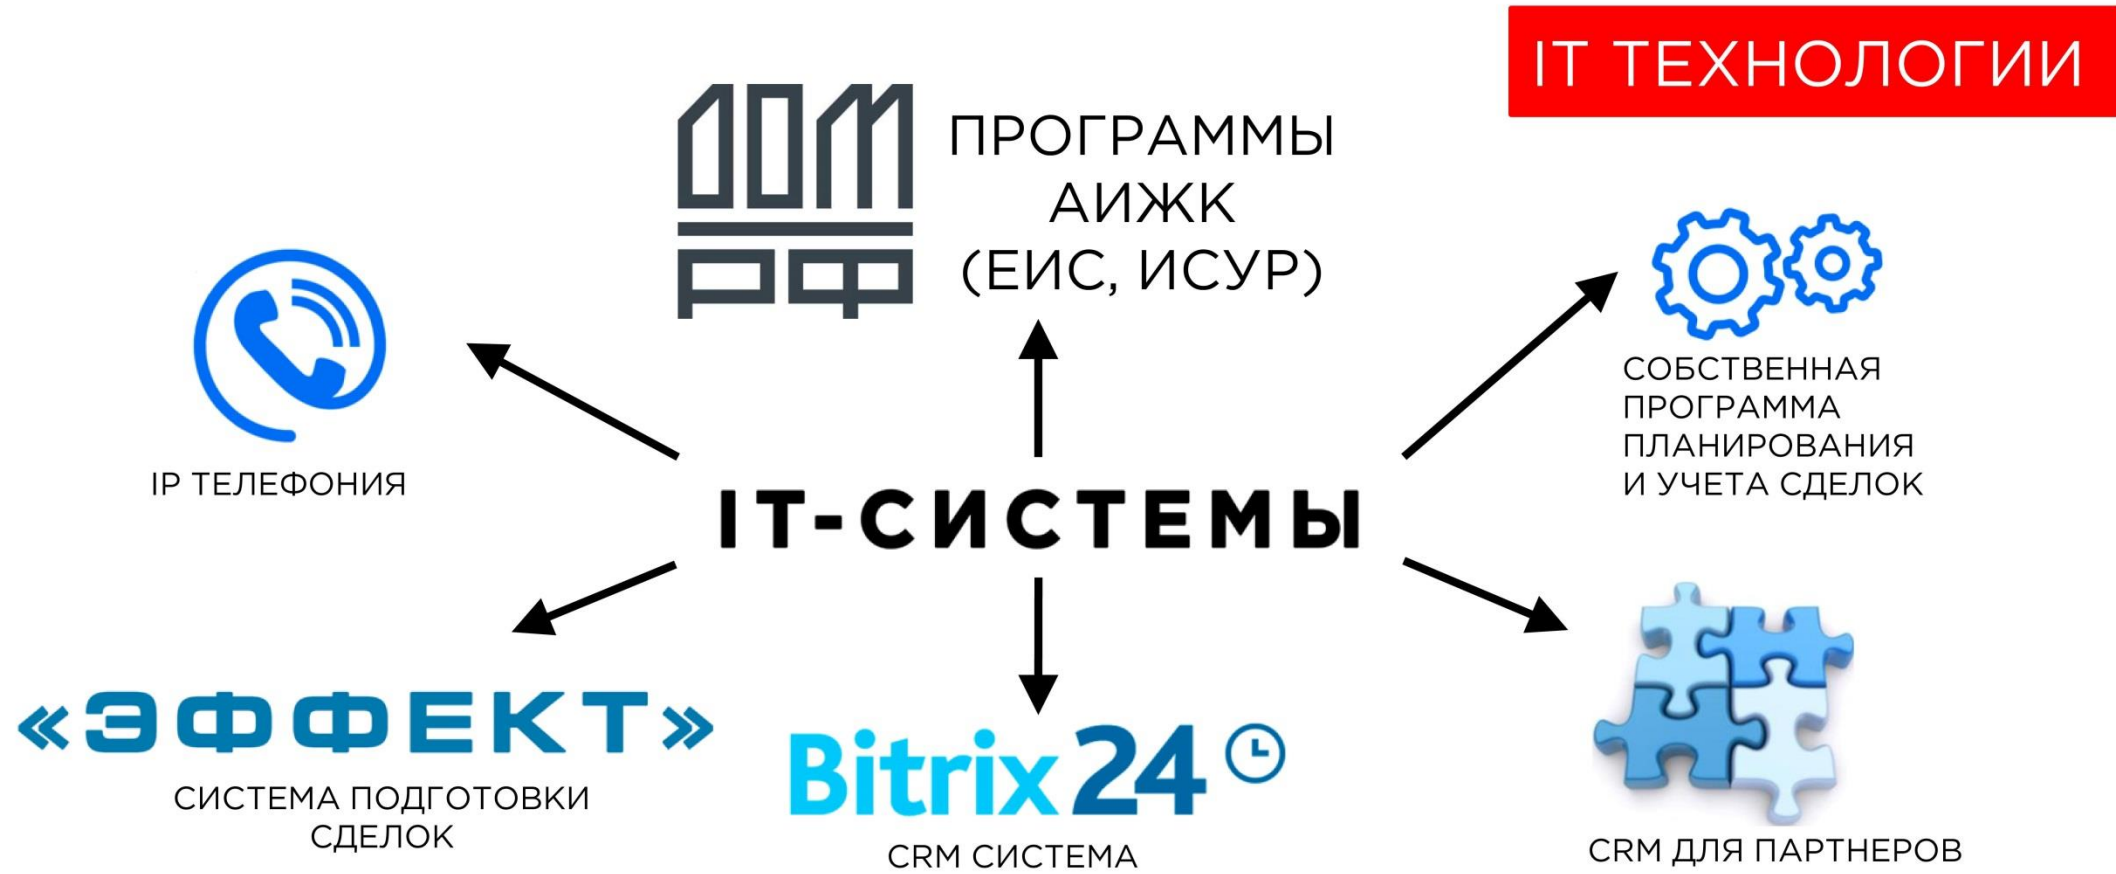 IT ТЕХНОЛОГИИ
ДОМ
РФ
ПРОГРАММЫ
АИЖК
(ЕИС, ИСУР)
IP ТЕЛЕФОНИЯ
СОБСТВЕННАЯ
ПРОГРАММА
ПЛАНИРОВАНИЯ
И УЧЕТА СДЕЛОК
IT-СИСТЕМЫ
«ЭФФЕКТ»
СИСТЕМА ПОДГОТОВКИ
СДЕЛОК
Bitrix24
CRM СИСТЕМА
CRM ДЛЯ ПАРТНЕРОВ